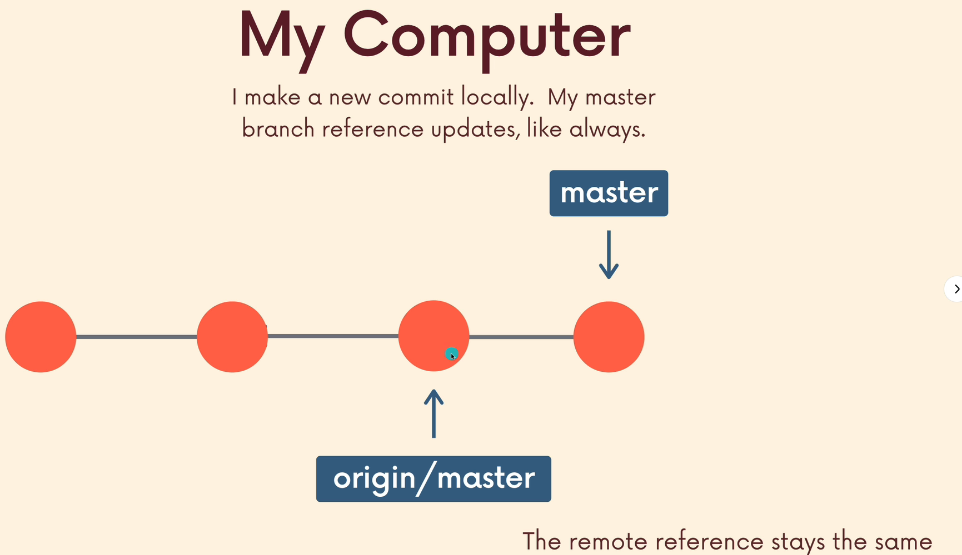 My Computer
I make a new commit locally.  My master
branch reference updates, like always.
master
origin/master
The remote reference stays the same